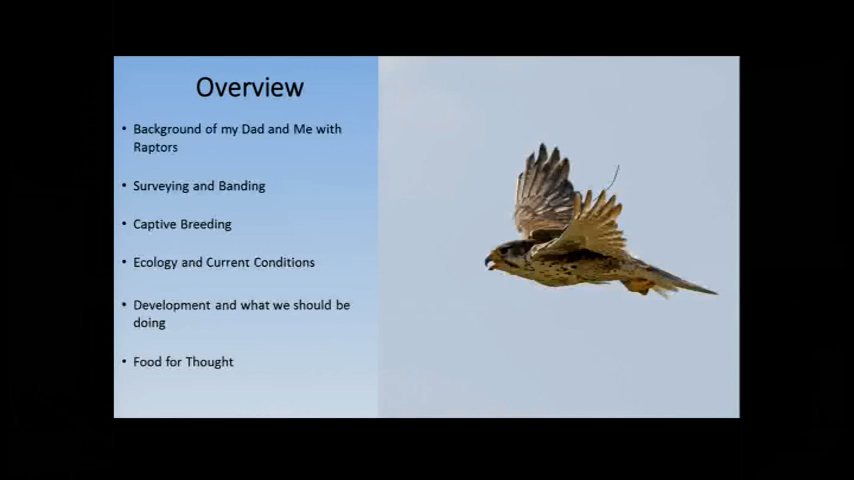 Overview
• Background of my Dad and Me with
Raptors
• Surveying and Banding
• Captive Breeding
• Ecology and Current Conditions
• Development and what we should be
doing
• Food for Thought